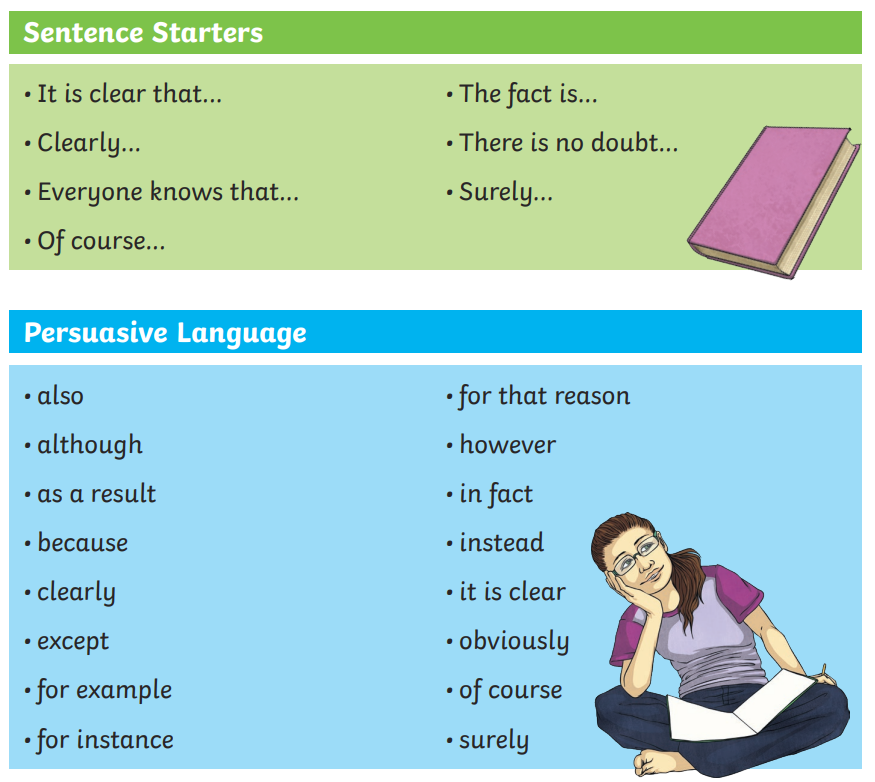 Sentence Starters
• It is clear that...
• Clearly...
• Everyone knows that...
• Of course...
• The fact is...
• There is no doubt...
• Surely...
Persuasive Language
• also
• although
• as a result
• because
• clearly
• except
• for example
• for instance
• for that reason
• however
• in fact
• instead
• it is clear
• obviously
• of course
• surely